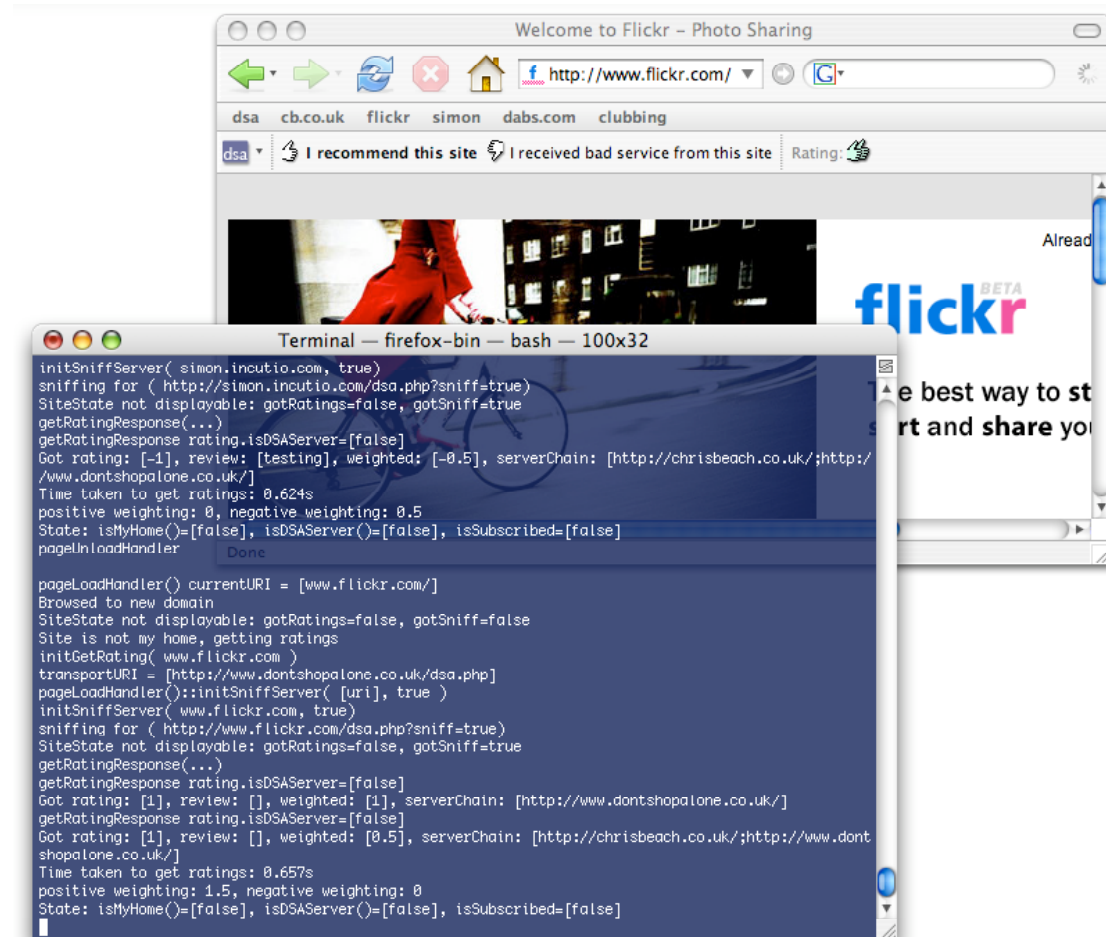 Welcome to Flickr – Photo Sharing
http://www.flickr.com/
G
dsa cb.co.uk flickr simon dabs.com clubbing
dsa I recommend this site I received bad service from this site Rating:
Alread
flickr BETA
e best way to st
rt and share you
Done
Terminal — firefox-bin — bash — 100x32
initSniffServer( simon.incutio.com, true)
sniffing for ( http://simon.incutio.com/dsa.php?sniff=true)
SiteState not displayable: gotRatings=false, gotSniff=true
getRatingResponse(...)
getRatingResponse rating.isDSAServer=[false]
Got rating: [-1], review: [testing], weighted: [-0.5], serverChain: [http://chrisbeach.co.uk/;http:/
/www.dontshopalone.co.uk/]
Time taken to get ratings: 0.624s
positive weighting: 0, negative weighting: 0.5
State: isMyHome()=[false], isDSAServer()=[false], isSubscribed=[false]
pageUnloadHandler
pageLoadHandler() currentURI = [www.flickr.com/]
Browsed to new domain
SiteState not displayable: gotRatings=false, gotSniff=false
Site is not my home, getting ratings
initGetRating( www.flickr.com )
transportURI = [http://www.dontshopalone.co.uk/dsa.php]
pageLoadHandler()::initSniffServer( [uri], true )
initSniffServer( www.flickr.com, true)
sniffing for ( http://www.flickr.com/dsa.php?sniff=true)
SiteState not displayable: gotRatings=false, gotSniff=true
getRatingResponse(...)
getRatingResponse rating.isDSAServer=[false]
Got rating: [1], review: [], weighted: [1], serverChain: [http://www.dontshopalone.co.uk/]
getRatingResponse rating.isDSAServer=[false]
Got rating: [1], review: [], weighted: [0.5], serverChain: [http://chrisbeach.co.uk/;http://www.dont
shopalone.co.uk/]
Time taken to get ratings: 0.657s
positive weighting: 1.5, negative weighting: 0
State: isMyHome()=[false], isDSAServer()=[false], isSubscribed=[false]